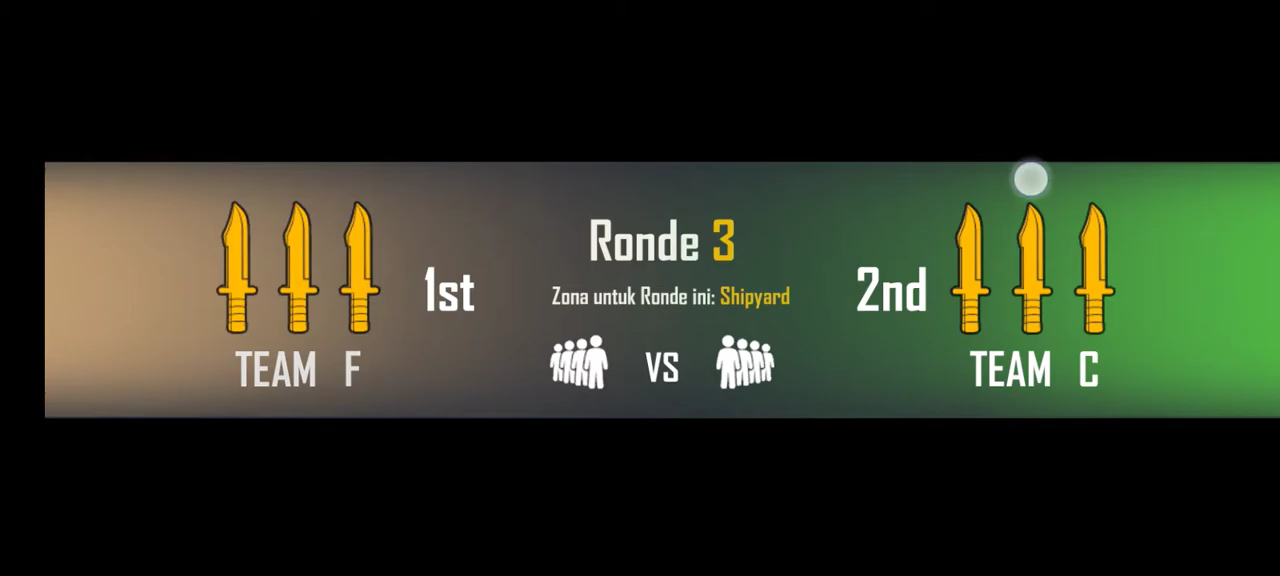 Ronde 3
1st
2nd
Zona untuk Ronde ini: Shipyard
TEAM F
VS
TEAM C